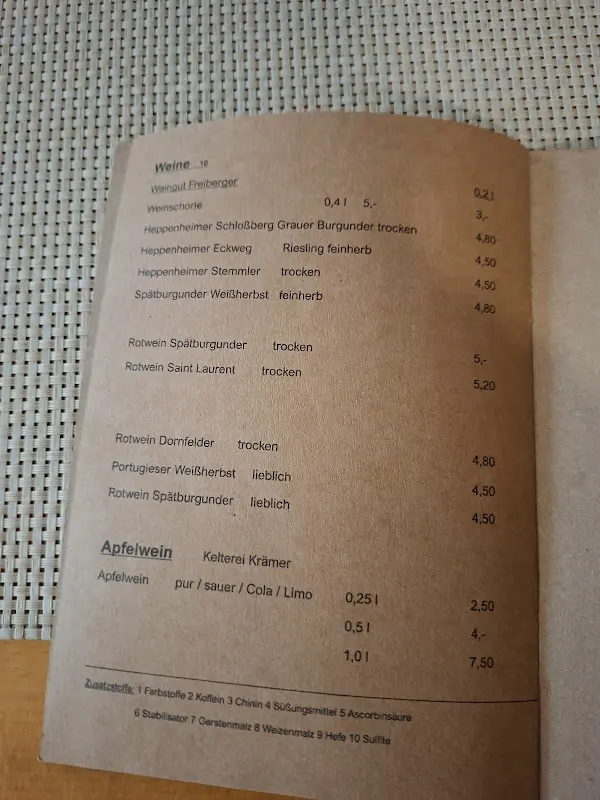 Weine 10
Weingut Freiberger 0,2 l
Weinschorle 0,4 l 5,- 3,-
Heppenheimer Schloßberg Grauer Burgunder trocken 4,80
Heppenheimer Eckweg Riesling feinherb 4,50
Heppenheimer Stemmler trocken 4,50
Spätburgunder Weißherbst feinherb 4,80
Rotwein Spätburgunder trocken 5,-
Rotwein Saint Laurent trocken 5,20
Rotwein Dornfelder trocken 4,80
Portugieser Weißherbst lieblich 4,50
Rotwein Spätburgunder lieblich 4,50
Apfelwein Kelterei Krämer
Apfelwein pur / sauer / Cola / Limo 0,25 l 2,50
0,5 l 4,-
1,0 l 7,50
Zusatzstoffe: 1 Farbstoffe 2 Koffein 3 Chinin 4 Süßungsmittel 5 Ascorbinsäure
6 Stabilisator 7 Gerstenmalz 8 Weizenmalz 9 Hefe 10 Sulfite